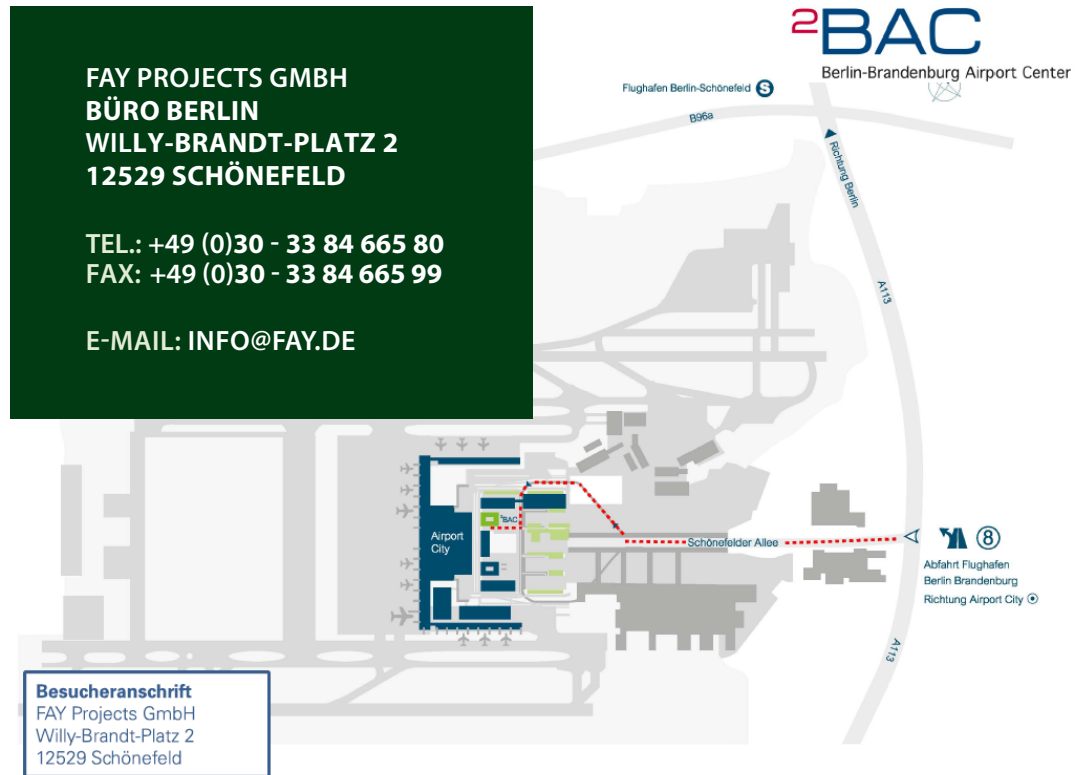 FAY PROJECTS GMBH
BÜRO BERLIN
WILLY-BRANDT-PLATZ 2
12529 SCHÖNEFELD
TEL.: +49 (0)30 - 33 84 665 80
FAX: +49 (0)30 - 33 84 665 99
E-MAIL: INFO@FAY.DE
²BAC
Berlin-Brandenburg Airport Center
Flughafen Berlin-Schönefeld S
B96a
Richtung Berlin
A113
Airport
City
²BAC
Schönefelder Allee
8
Abfahrt Flughafen
Berlin Brandenburg
Richtung Airport City
A113
Besucheranschrift
FAY Projects GmbH
Willy-Brandt-Platz 2
12529 Schönefeld